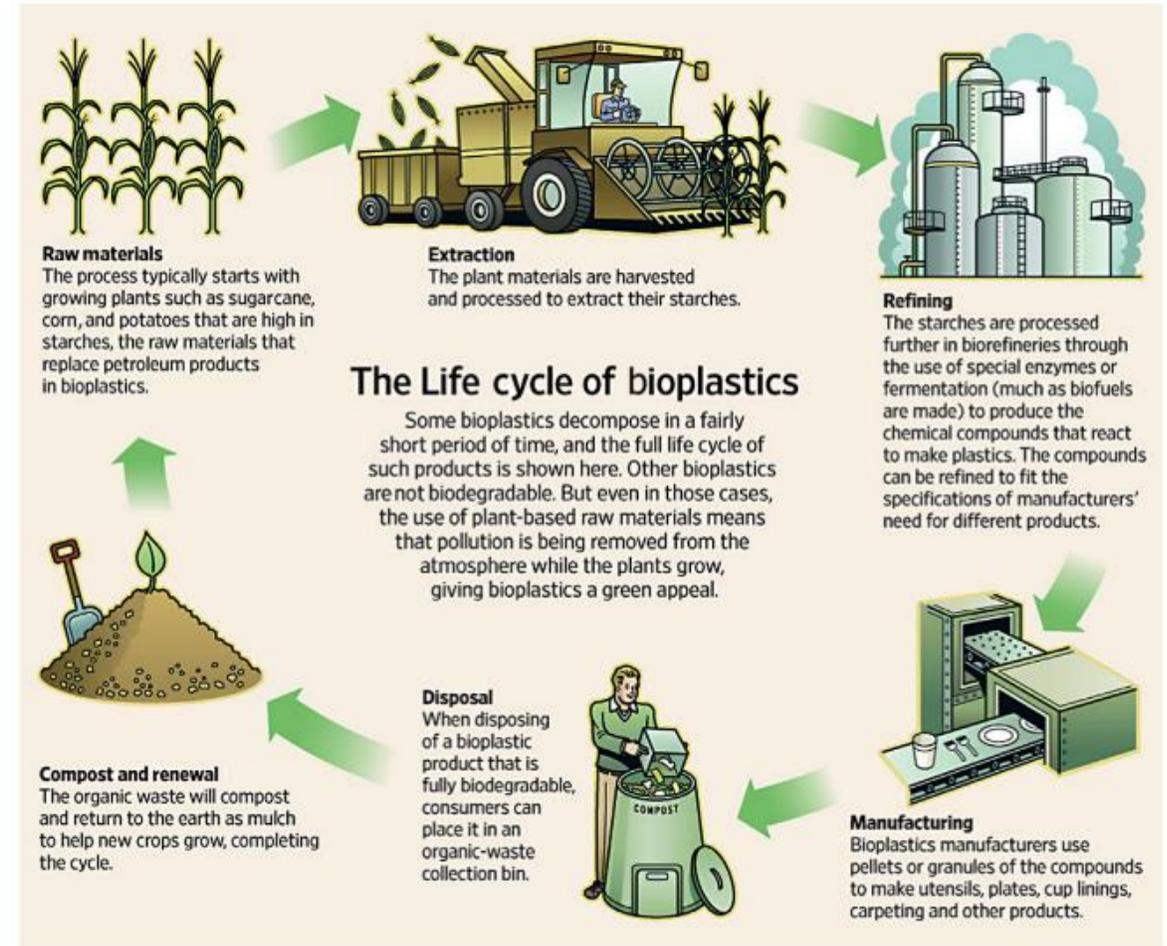 Raw materials
The process typically starts with
growing plants such as sugarcane,
corn, and potatoes that are high in
starches, the raw materials that
replace petroleum products
in bioplastics.
Extraction
The plant materials are harvested
and processed to extract their starches.
Refining
The starches are processed
further in biorefineries through
the use of special enzymes or
fermentation (much as biofuels
are made) to produce the
chemical compounds that react
to make plastics. The compounds
can be refined to fit the
specifications of manufacturers'
need for different products.
The Life cycle of bioplastics
Some bioplastics decompose in a fairly
short period of time, and the full life cycle of
such products is shown here. Other bioplastics
are not biodegradable. But even in those cases,
the use of plant-based raw materials means
that pollution is being removed from the
atmosphere while the plants grow,
giving bioplastics a green appeal.
Manufacturing
Bioplastics manufacturers use
pellets or granules of the compounds
to make utensils, plates, cup linings,
carpeting and other products.
Disposal
When disposing
of a bioplastic
product that is
fully biodegradable,
consumers can
place it in an
organic-waste
collection bin.
COMPOST
Compost and renewal
The organic waste will compost
and return to the earth as mulch
to help new crops grow, completing
the cycle.